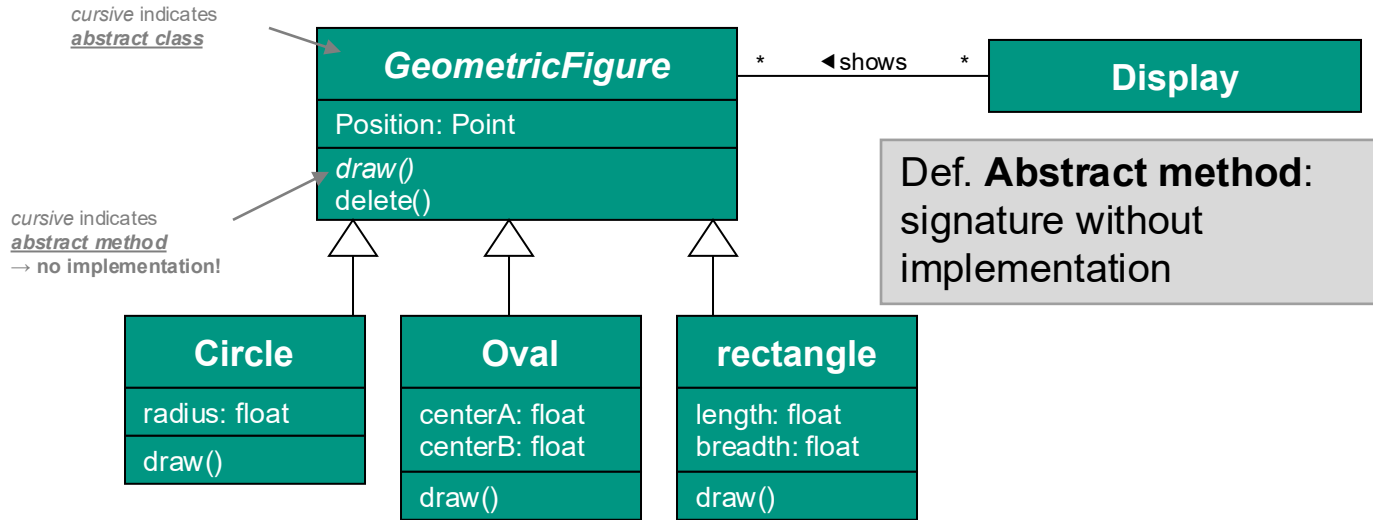 cursive indicates
abstract class
GeometricFigure
* ◄shows *
Display
Position: Point
draw()
delete()
cursive indicates
abstract method
→ no implementation!
Def. Abstract method:
signature without
implementation
Circle
radius: float
draw()
Oval
centerA: float
centerB: float
draw()
rectangle
length: float
breadth: float
draw()